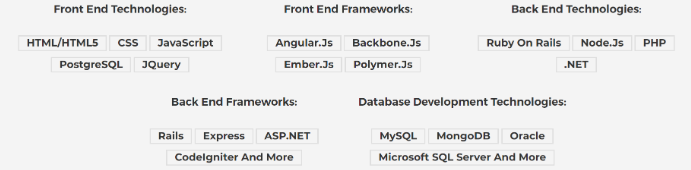 Front End Technologies:
HTML/HTML5 CSS JavaScript
PostgreSQL JQuery
Front End Frameworks:
Angular.Js Backbone.Js
Ember.Js Polymer.Js
Back End Technologies:
Ruby On Rails Node.Js PHP
.NET
Back End Frameworks:
Rails Express ASP.NET
CodeIgniter And More
Database Development Technologies:
MySQL MongoDB Oracle
Microsoft SQL Server And More